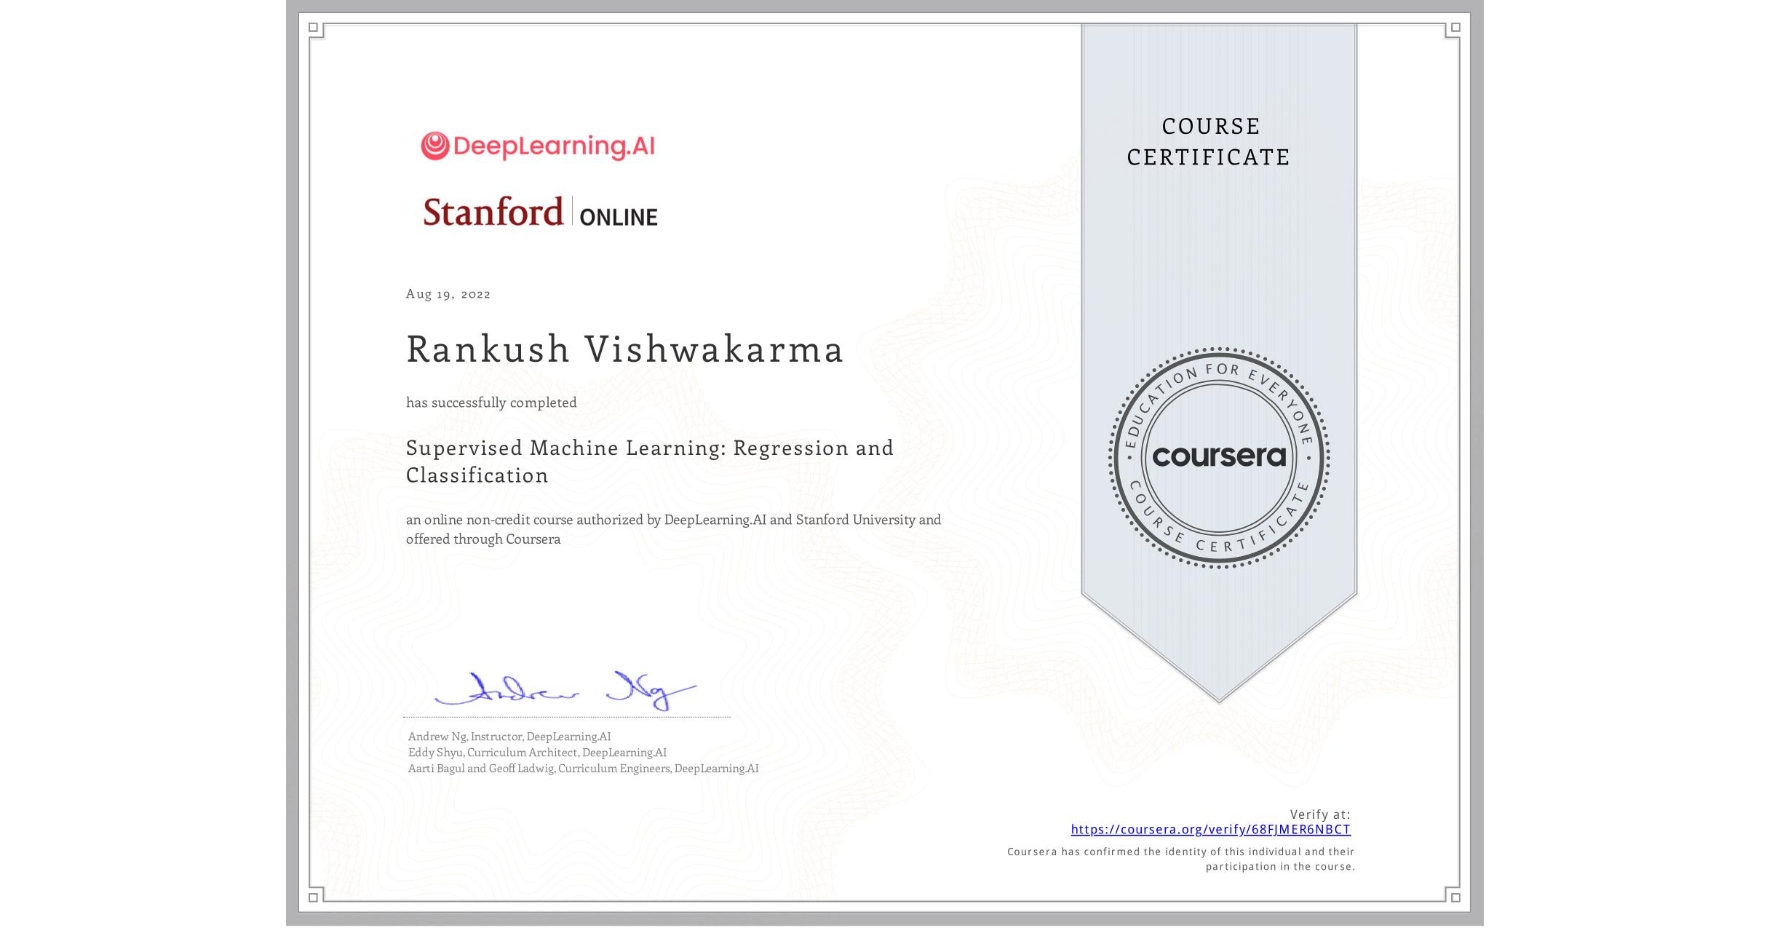 DeepLearning.AI
Stanford ONLINE
Aug 19, 2022
Rankush Vishwakarma
has successfully completed
Supervised Machine Learning: Regression and
Classification
an online non-credit course authorized by DeepLearning.AI and Stanford University and
offered through Coursera
Andrew Ng
Andrew Ng, Instructor, DeepLearning.AI
Eddy Shyu, Curriculum Architect, DeepLearning.AI
Aarti Bagul and Geoff Ladwig, Curriculum Engineers, DeepLearning.AI
COURSE
CERTIFICATE
EDUCATION FOR EVERYONE
coursera
COURSE CERTIFICATE
Verify at:
https://coursera.org/verify/68FJMER6NBCT
Coursera has confirmed the identity of this individual and their
participation in the course.